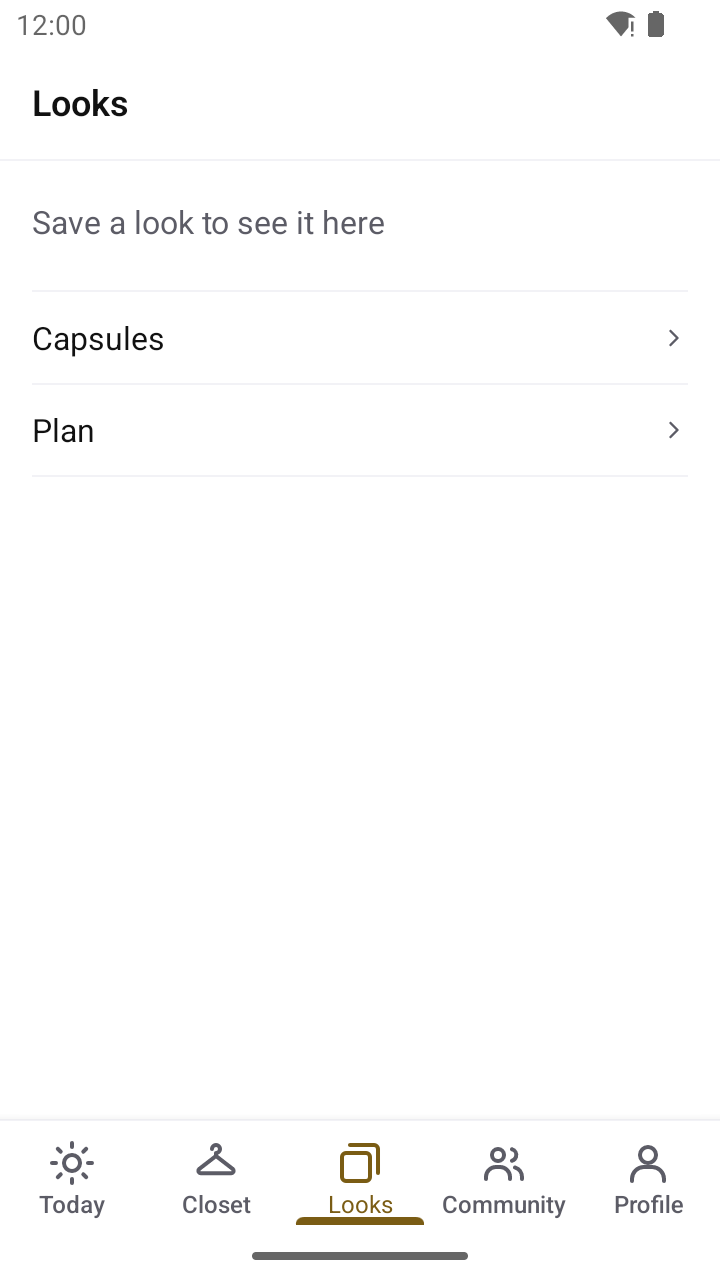 12:00
Looks
Save a look to see it here
Capsules
Plan
Today
Closet
Looks
Community
Profile